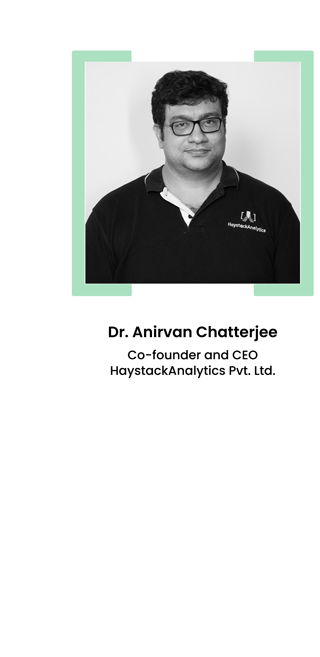 HaystackAnalytics
Dr. Anirvan Chatterjee
Co-founder and CEO
HaystackAnalytics Pvt. Ltd.